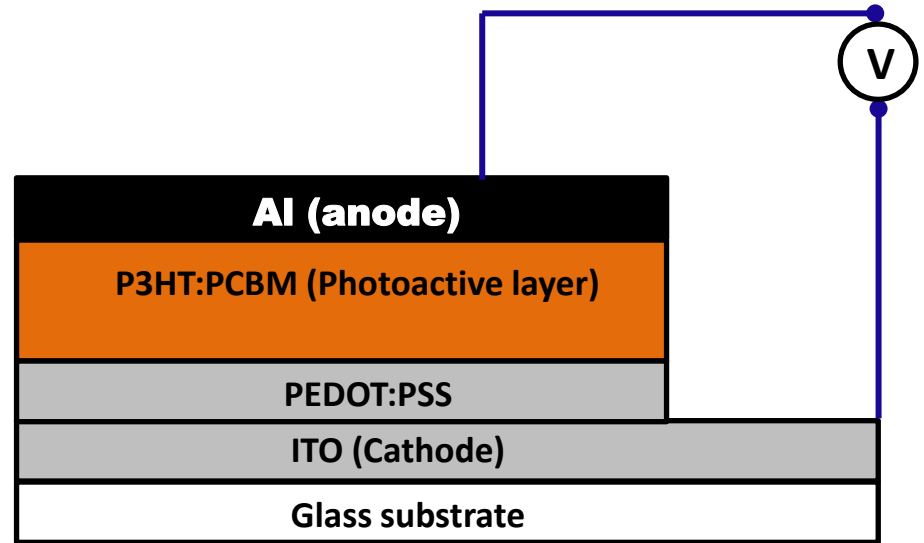 V
Al (anode)
P3HT:PCBM (Photoactive layer)
PEDOT:PSS
ITO (Cathode)
Glass substrate